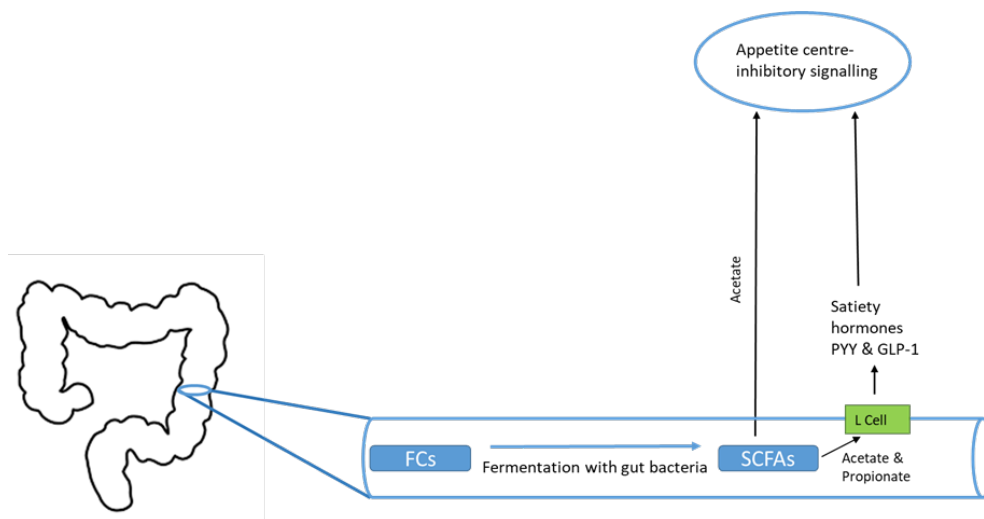 Appetite centre-
inhibitory signalling
Acetate
Satiety
hormones
PYY & GLP-1
L Cell
FCs
Fermentation with gut bacteria
SCFAs
Acetate &
Propionate